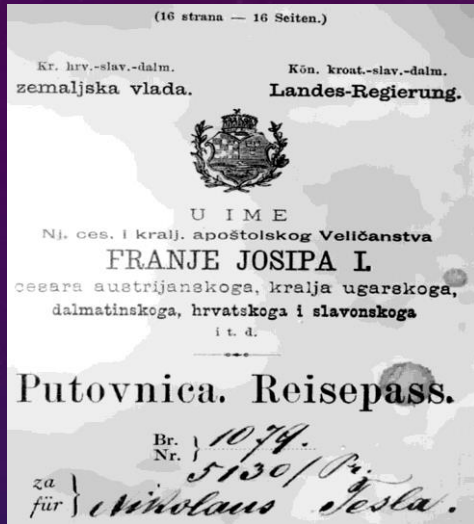 (16 strana — 16 Seiten.)
Kr. hrv.-slav.-dalm.
zemaljska vlada.
Kön. kroat.-slav.-dalm.
Landes-Regierung.
U IME
Nj. ces. i kralj. apoštolskog Veličanstva
FRANJE JOSIPA I.
cesara austrijanskoga, kralja ugarskoga,
dalmatinskoga, hrvatskoga i slavonskoga
i t. d.
Putovnica. Reisepass.
Br. } 1079.
Nr. } 5130/Pr.
za
für } Nikolaus Tesla.